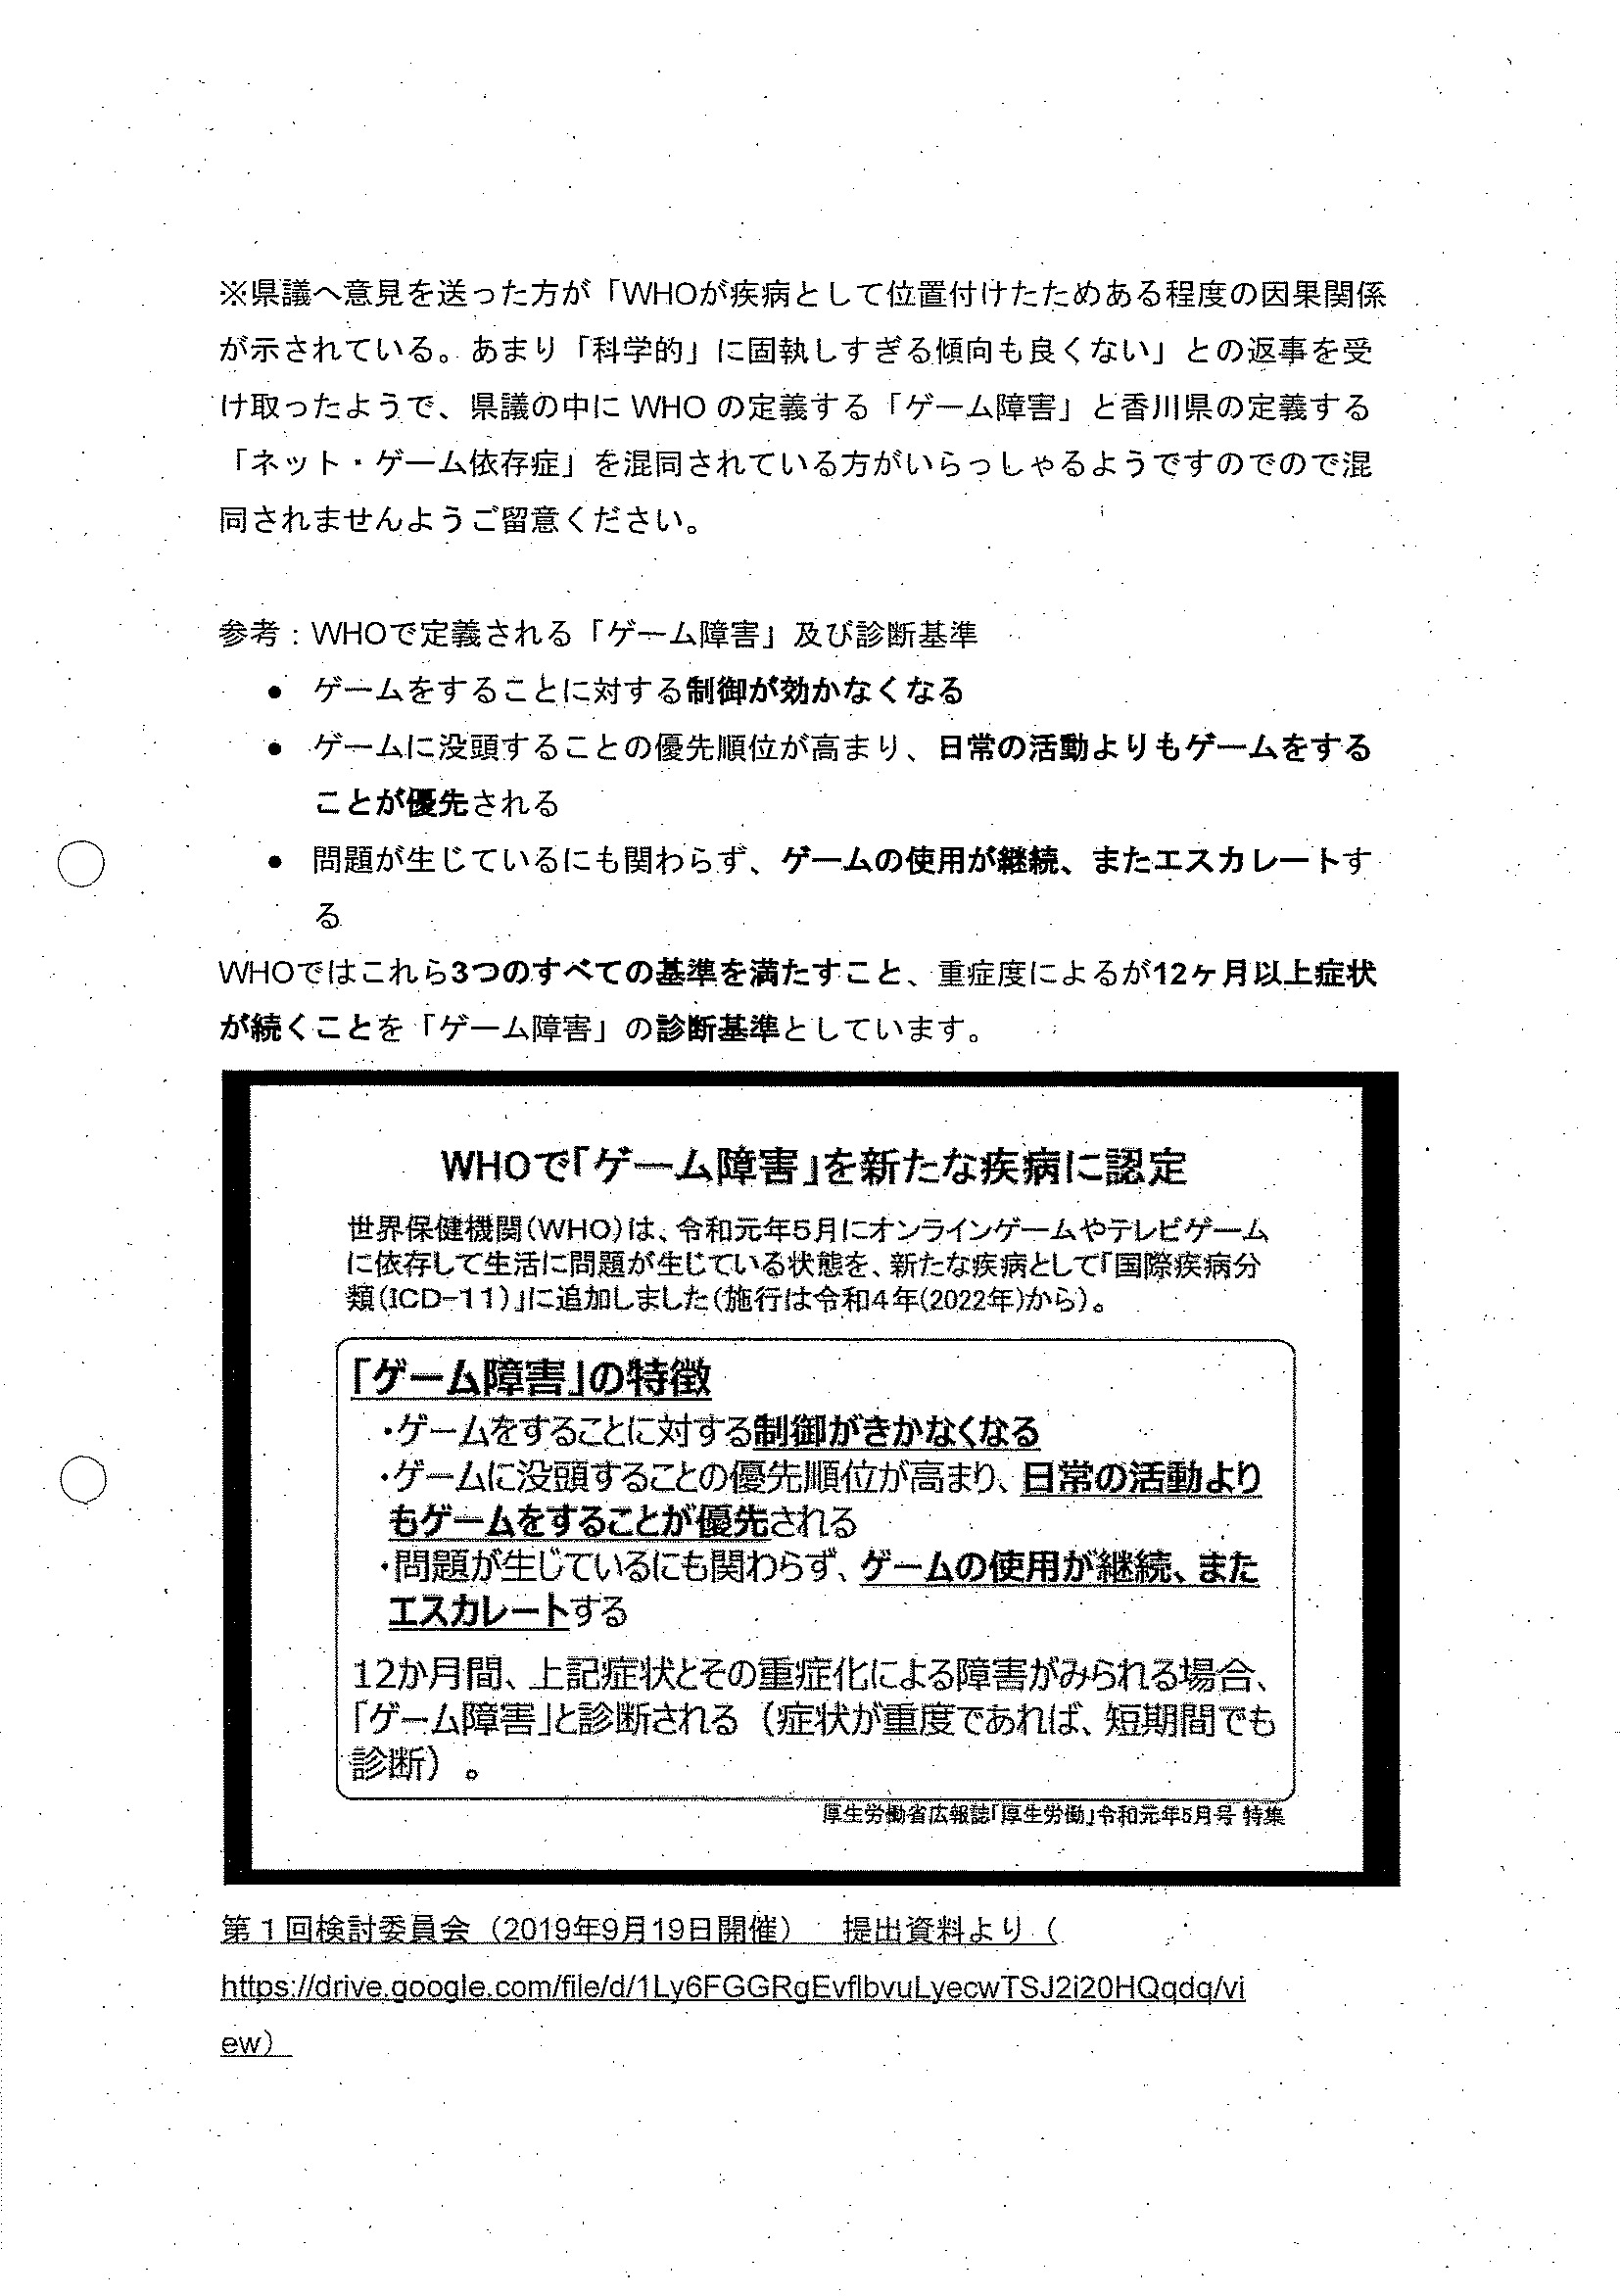 ※県議へ意見を送った方が「WHOが疾病として位置付けたためある程度の因果関係
が示されている。あまり「科学的」に固執しすぎる傾向も良くない」との返事を受
け取ったようで、県議の中に WHO の定義する「ゲーム障害」と香川県の定義する
「ネット・ゲーム依存症」を混同されている方がいらっしゃるようですのでので混
同されませんようご留意ください。
参考：WHOで定義される「ゲーム障害」及び診断基準
● ゲームをすることに対する制御が効かなくなる
● ゲームに没頭することの優先順位が高まり、日常の活動よりもゲームをする
ことが優先される
● 問題が生じているにも関わらず、ゲームの使用が継続、またエスカレートす
る
WHOではこれら3つのすべての基準を満たすこと、重症度によるが12ヶ月以上症状
が続くことを「ゲーム障害」の診断基準としています。
WHOで「ゲーム障害」を新たな疾病に認定
世界保健機関(WHO)は、令和元年5月にオンラインゲームやテレビゲーム
に依存して生活に問題が生じている状態を、新たな疾病として「国際疾病分
類(ICD-11)」に追加しました(施行は令和4年(2022年)から)。
「ゲーム障害」の特徴
・ゲームをすることに対する制御がきかなくなる
・ゲームに没頭することの優先順位が高まり、日常の活動より
もゲームをすることが優先される
・問題が生じているにも関わらず、ゲームの使用が継続、また
エスカレートする
12か月間、上記症状とその重症化による障害がみられる場合、
「ゲーム障害」と診断される（症状が重度であれば、短期間でも
診断）。
厚生労働省広報誌「厚生労働」令和元年5月号 特集
第１回検討委員会（2019年9月19日開催）　提出資料より（
https://drive.google.com/file/d/1Ly6FGGRgEvflbvuLyecwTSJ2i20HQqdq/vi
ew）